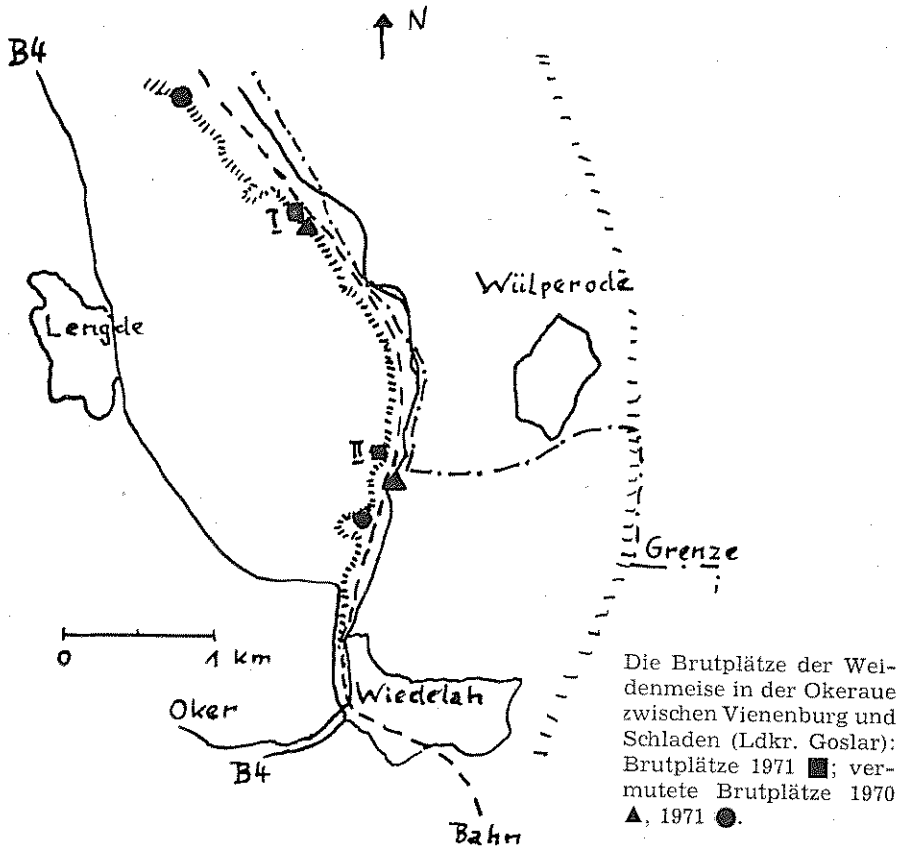 N
B4
I
Wülperode
Lengde
II
Grenze
0 1 km
Wiedelah
Oker
B4
Bahn
Die Brutplätze der Wei-
denmeise in der Okeraue
zwischen Vienenburg und
Schladen (Ldkr. Goslar):
Brutplätze 1971 ■; ver-
mutete Brutplätze 1970
▲, 1971 ●.